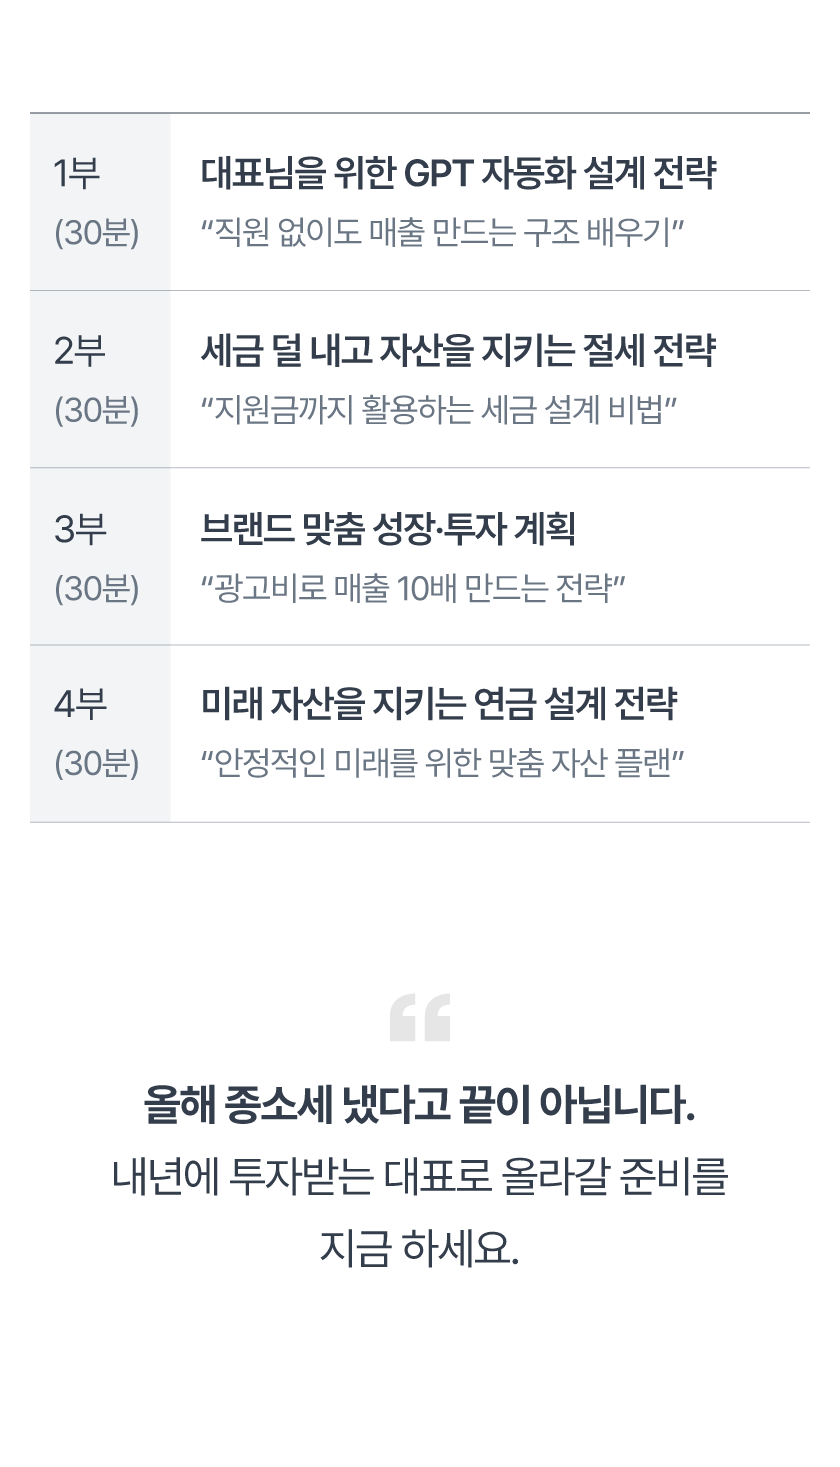 1부
대표님을 위한 GPT 자동화 설계 전략
(30분)
“직원 없이도 매출 만드는 구조 배우기”
2부
세금 덜 내고 자산을 지키는 절세 전략
(30분)
“지원금까지 활용하는 세금 설계 비법”
3부
브랜드 맞춤 성장·투자 계획
(30분)
“광고비로 매출 10배 만드는 전략”
4부
미래 자산을 지키는 연금 설계 전략
(30분)
“안정적인 미래를 위한 맞춤 자산 플랜”
“
올해 종소세 냈다고 끝이 아닙니다.
내년에 투자받는 대표로 올라갈 준비를
지금 하세요.